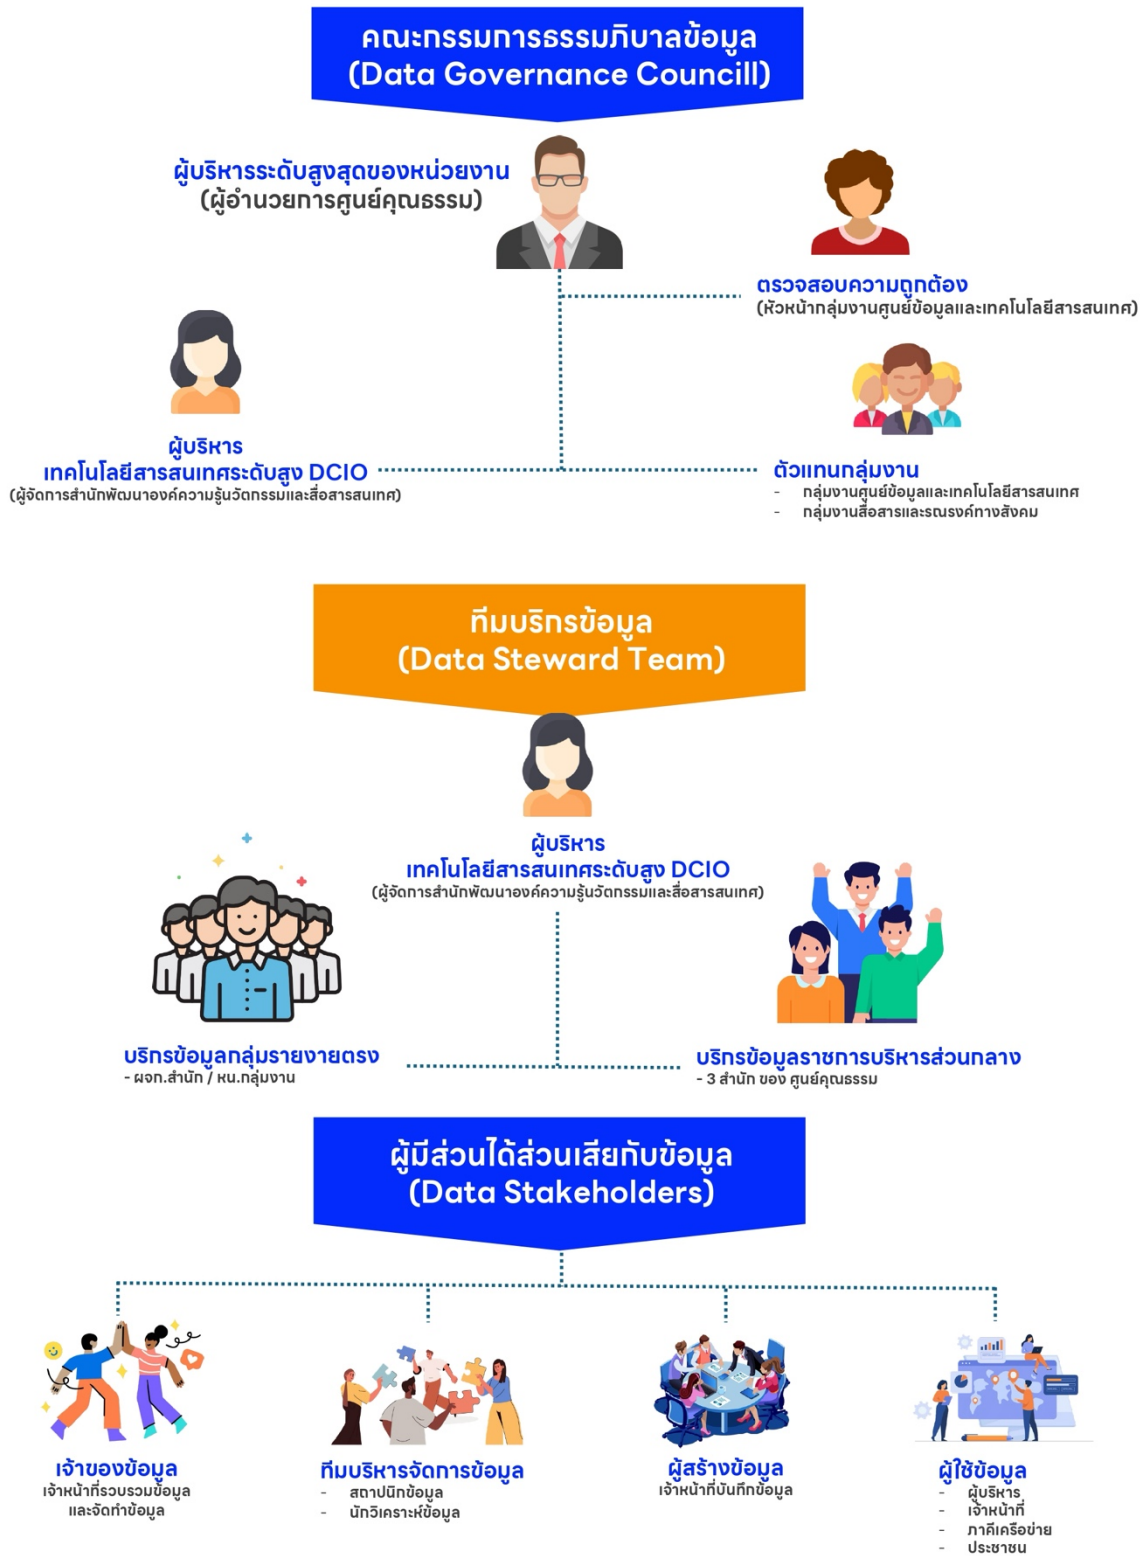 คณะกรรมการธรรมภิบาลข้อมูล
(Data Governance Councill)
ผู้บริหารระดับสูงสุดของหน่วยงาน
(ผู้อำนวยการศูนย์คุณธรรม)
ตรวจสอบความถูกต้อง
(หัวหน้ากลุ่มงานศูนย์ข้อมูลและเทคโนโลยีสารสนเทศ)
ผู้บริหาร
เทคโนโลยีสารสนเทศระดับสูง DCIO
(ผู้จัดการสำนักพัฒนาองค์ความรู้นวัตกรรมและสื่อสารสนเทศ)
ตัวแทนกลุ่มงาน
- กลุ่มงานศูนย์ข้อมูลและเทคโนโลยีสารสนเทศ
- กลุ่มงานสื่อสารและรณรงค์ทางสังคม
ทีมบริกรข้อมูล
(Data Steward Team)
ผู้บริหาร
เทคโนโลยีสารสนเทศระดับสูง DCIO
(ผู้จัดการสำนักพัฒนาองค์ความรู้นวัตกรรมและสื่อสารสนเทศ)
บริกรข้อมูลกลุ่มรายงายตรง
- ผจก.สำนัก / หน.กลุ่มงาน
บริกรข้อมูลราชการบริหารส่วนกลาง
- 3 สำนัก ของ ศูนย์คุณธรรม
ผู้มีส่วนได้ส่วนเสียกับข้อมูล
(Data Stakeholders)
เจ้าของข้อมูล
เจ้าหน้าที่รวบรวมข้อมูล
และจัดทำข้อมูล
ทีมบริหารจัดการข้อมูล
- สถาปนิกข้อมูล
- นักวิเคราะห์ข้อมูล
ผู้สร้างข้อมูล
เจ้าหน้าที่บันทึกข้อมูล
ผู้ใช้ข้อมูล
- ผู้บริหาร
- เจ้าหน้าที่
- ภาคีเครือข่าย
- ประชาชน